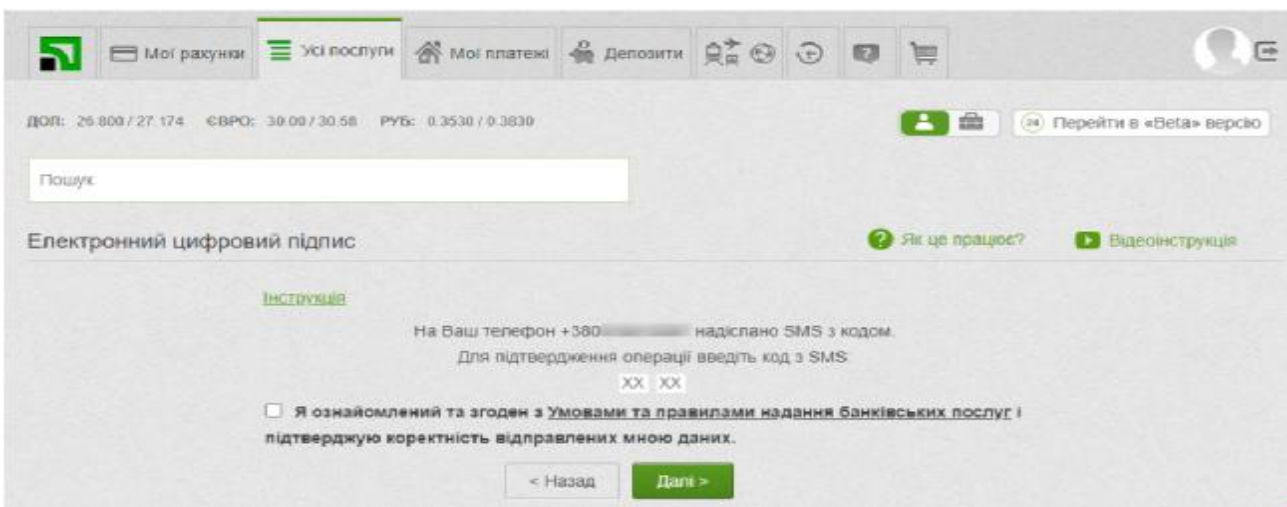 Мої рахунки Усі послуги Мої платежі Депозити
ДОЛ: 26.800 / 27.174 ЄВРО: 30.00 / 30.58 РУБ: 0.3530 / 0.3830
24 Перейти в «Beta» версію
Пошук
Електронний цифровий підпис
Як це працює? Відеоінструкція
Інструкція
На Ваш телефон +380 надіслано SMS з кодом.
Для підтвердження операції введіть код з SMS:
XX XX
Я ознайомлений та згоден з Умовами та правилами надання банківських послуг і
підтверджую коректність відправлених мною даних.
< Назад Далі >